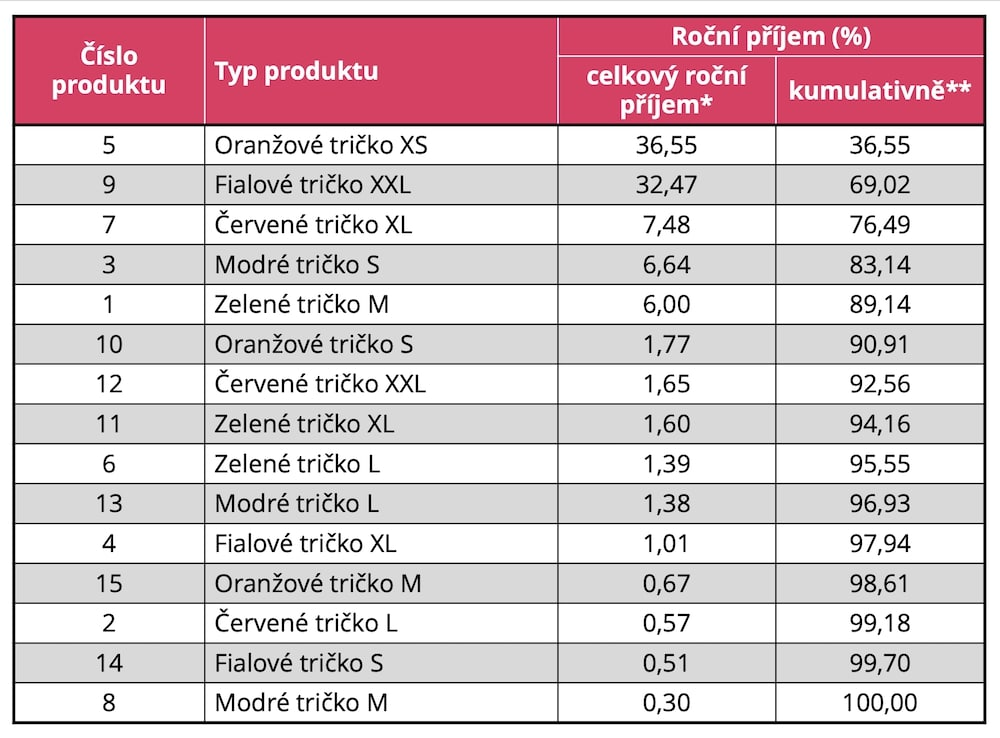 Číslo produktu
Typ produktu
Roční příjem (%)
celkový roční příjem*
kumulativně**
5 Oranžové tričko XS 36,55 36,55
9 Fialové tričko XXL 32,47 69,02
7 Červené tričko XL 7,48 76,49
3 Modré tričko S 6,64 83,14
1 Zelené tričko M 6,00 89,14
10 Oranžové tričko S 1,77 90,91
12 Červené tričko XXL 1,65 92,56
11 Zelené tričko XL 1,60 94,16
6 Zelené tričko L 1,39 95,55
13 Modré tričko L 1,38 96,93
4 Fialové tričko XL 1,01 97,94
15 Oranžové tričko M 0,67 98,61
2 Červené tričko L 0,57 99,18
14 Fialové tričko S 0,51 99,70
8 Modré tričko M 0,30 100,00